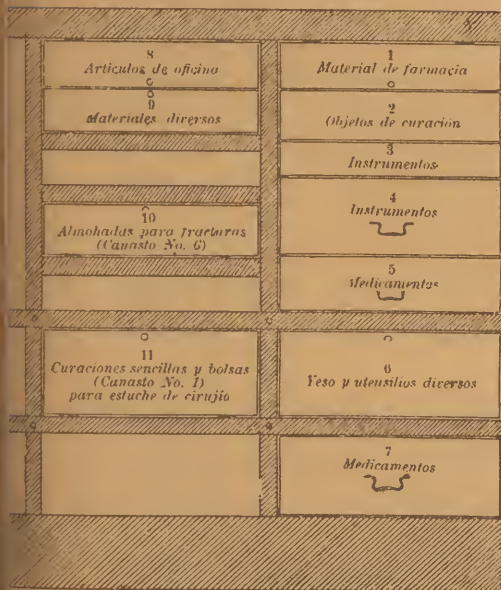 8
Artículos de oficina
9
Materiales diversos
10
Almohadas para fracturas
(Canasto No. 6)
11
Curaciones sencillas y bolsas
(Canasto No. I)
para estuche de cirujio
1
Material de farmacia
2
Objetos de curación
3
Instrumentos
4
Instrumentos
5
Medicamentos
6
Yeso y utensilios diversos
7
Medicamentos